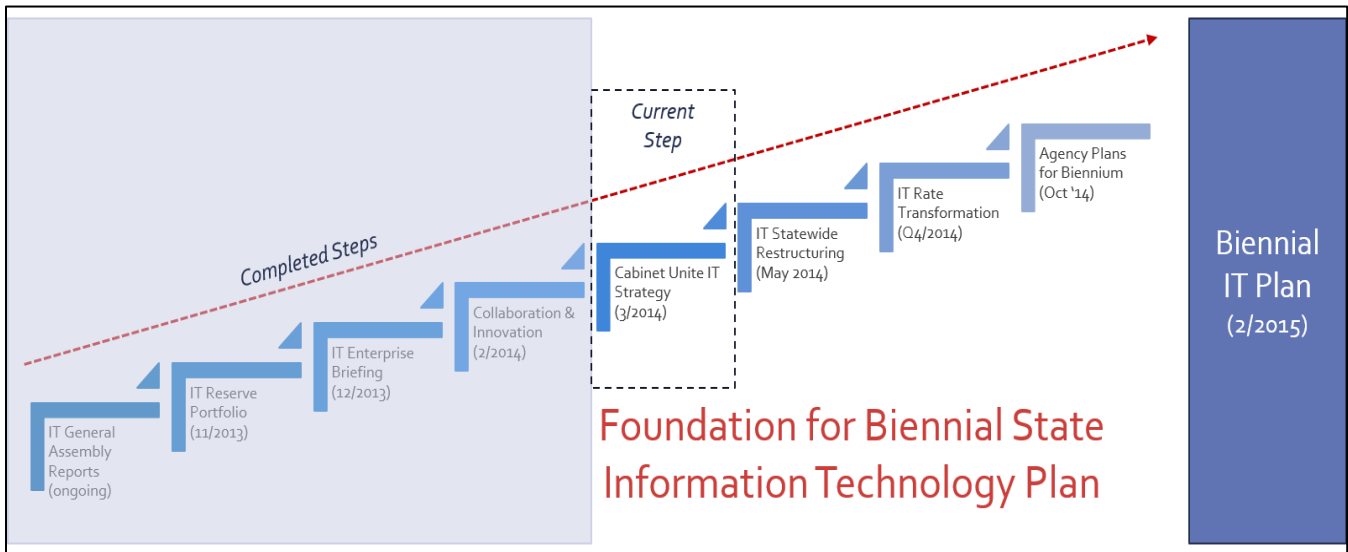 Completed Steps
IT General
Assembly
Reports
(ongoing)
IT Reserve
Portfolio
(11/2013)
IT Enterprise
Briefing
(12/2013)
Collaboration &
Innovation
(2/2014)
Current
Step
Cabinet Unite IT
Strategy
(3/2014)
IT Statewide
Restructuring
(May 2014)
IT Rate
Transformation
(Q4/2014)
Agency Plans
for Biennium
(Oct ‘14)
Foundation for Biennial State
Information Technology Plan
Biennial
IT Plan
(2/2015)